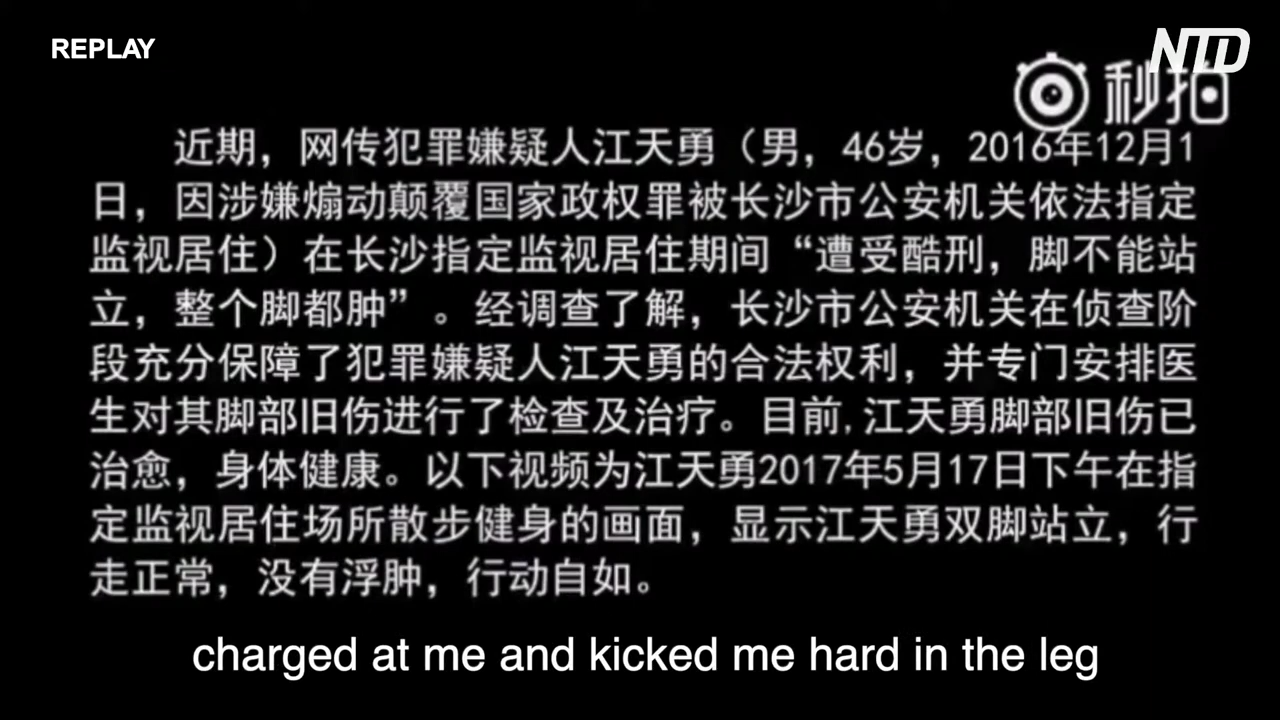 REPLAY
NTD
秒拍
近期，网传犯罪嫌疑人江天勇（男，46岁，2016年12月1
日，因涉嫌煽动颠覆国家政权罪被长沙市公安机关依法指定
监视居住）在长沙指定监视居住期间“遭受酷刑，脚不能站
立，整个脚都肿”。经调查了解，长沙市公安机关在侦查阶
段充分保障了犯罪嫌疑人江天勇的合法权利，并专门安排医
生对其脚部旧伤进行了检查及治疗。目前,江天勇脚部旧伤已
治愈，身体健康。以下视频为江天勇2017年5月17日下午在指
定监视居住场所散步健身的画面，显示江天勇双脚站立，行
走正常，没有浮肿，行动自如。
charged at me and kicked me hard in the leg